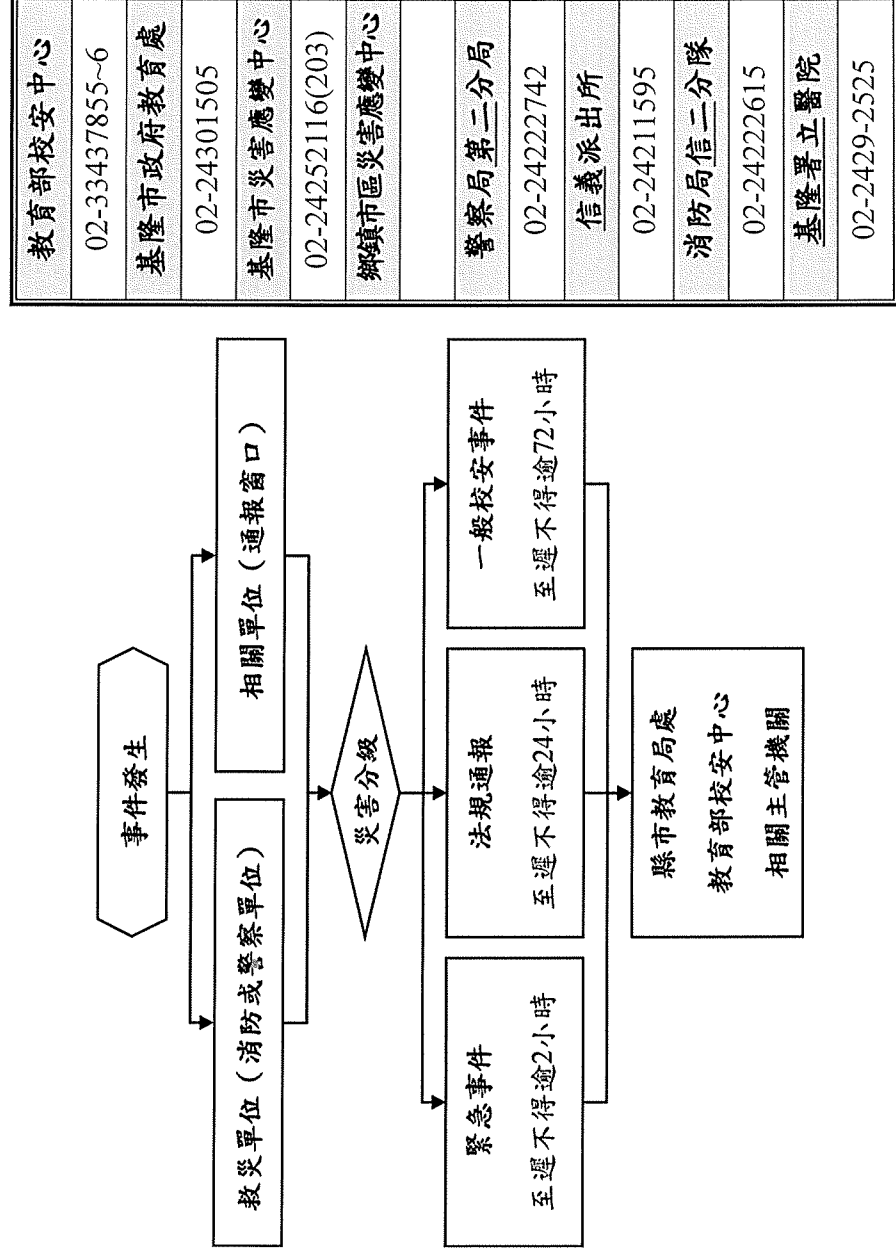 事件發生
救災單位（消防或警察單位）
相關單位（通報窗口）
災害分級
緊急事件
至遲不得逾2小時
法規通報
至遲不得逾24小時
一般校安事件
至遲不得逾72小時
縣市教育局處
教育部校安中心
相關主管機關
教育部校安中心
02-33437855~6
基隆市政府教育處
02-24301505
基隆市災害應變中心
02-24252116(203)
鄉鎮市區災害應變中心
警察局第二分局
02-24222742
信義派出所
02-24211595
消防局信二分隊
02-24222615
基隆署立醫院
02-2429-2525